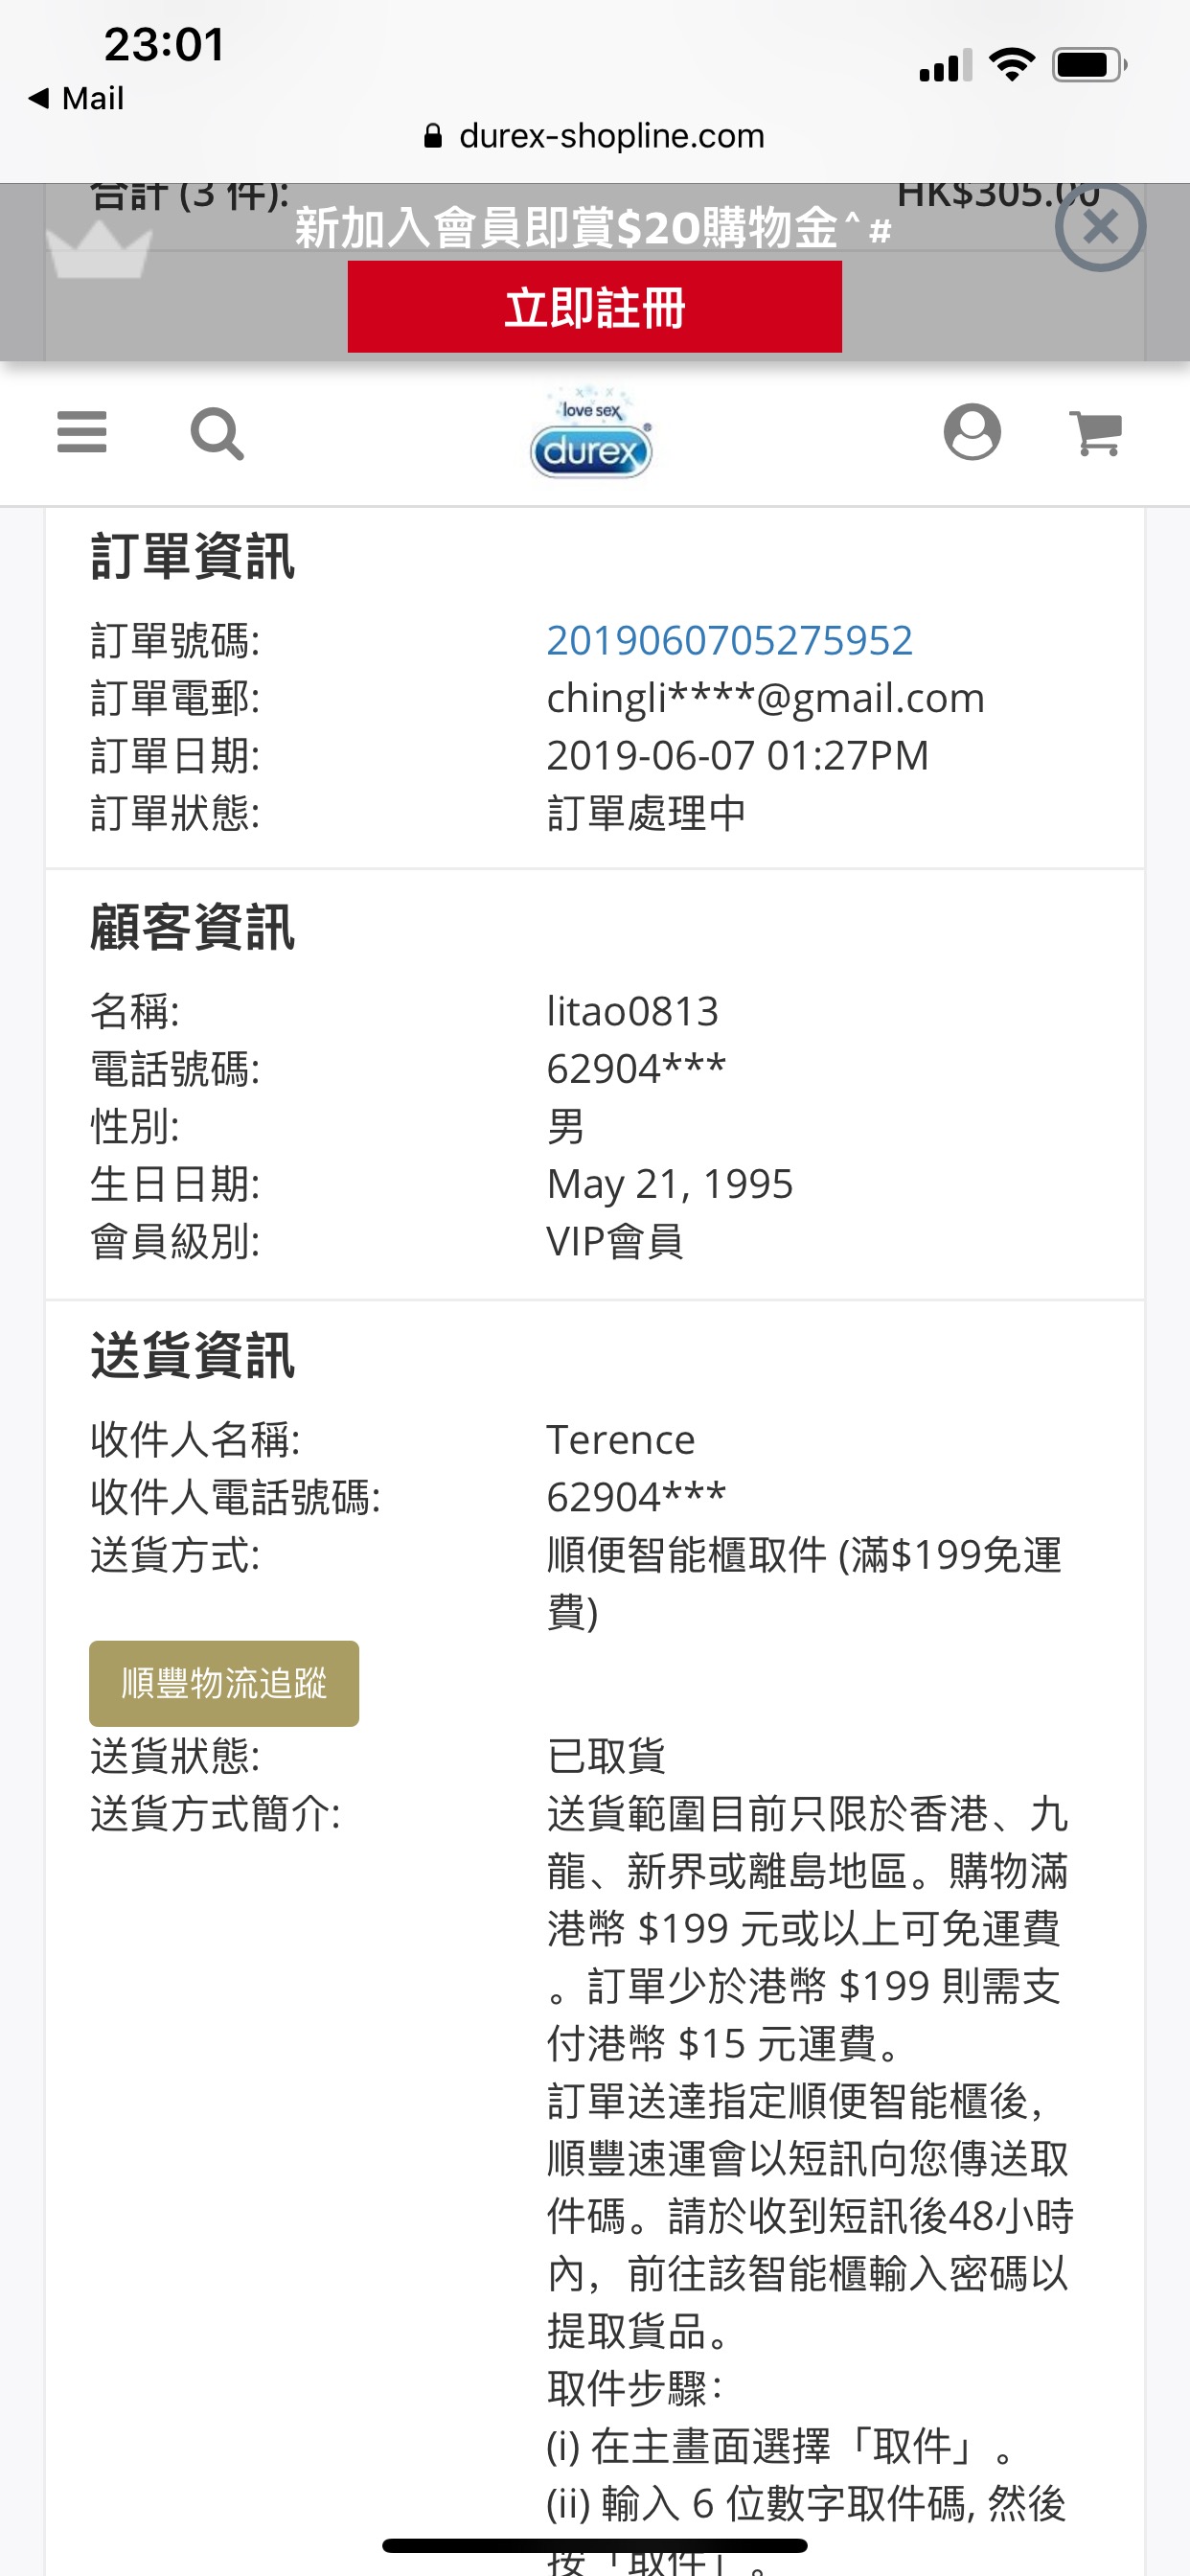 23:01
◀ Mail
durex-shopline.com
合計 (3 件): HK$305.00
新加入會員即賞$20購物金^#
立即註冊
love sex
durex®
訂單資訊
訂單號碼: 2019060705275952
訂單電郵: chingli****@gmail.com
訂單日期: 2019-06-07 01:27PM
訂單狀態: 訂單處理中
顧客資訊
名稱: litao0813
電話號碼: 62904***
性別: 男
生日日期: May 21, 1995
會員級別: VIP會員
送貨資訊
收件人名稱: Terence
收件人電話號碼: 62904***
送貨方式: 順便智能櫃取件 (滿$199免運
費)
順豐物流追蹤
送貨狀態: 已取貨
送貨方式簡介: 送貨範圍目前只限於香港、九
龍、新界或離島地區。購物滿
港幣 $199 元或以上可免運費
。訂單少於港幣 $199 則需支
付港幣 $15 元運費。
訂單送達指定順便智能櫃後，
順豐速運會以短訊向您傳送取
件碼。請於收到短訊後48小時
內，前往該智能櫃輸入密碼以
提取貨品。
取件步驟：
(i) 在主畫面選擇「取件」。
(ii) 輸入 6 位數字取件碼, 然後
按「取件」。